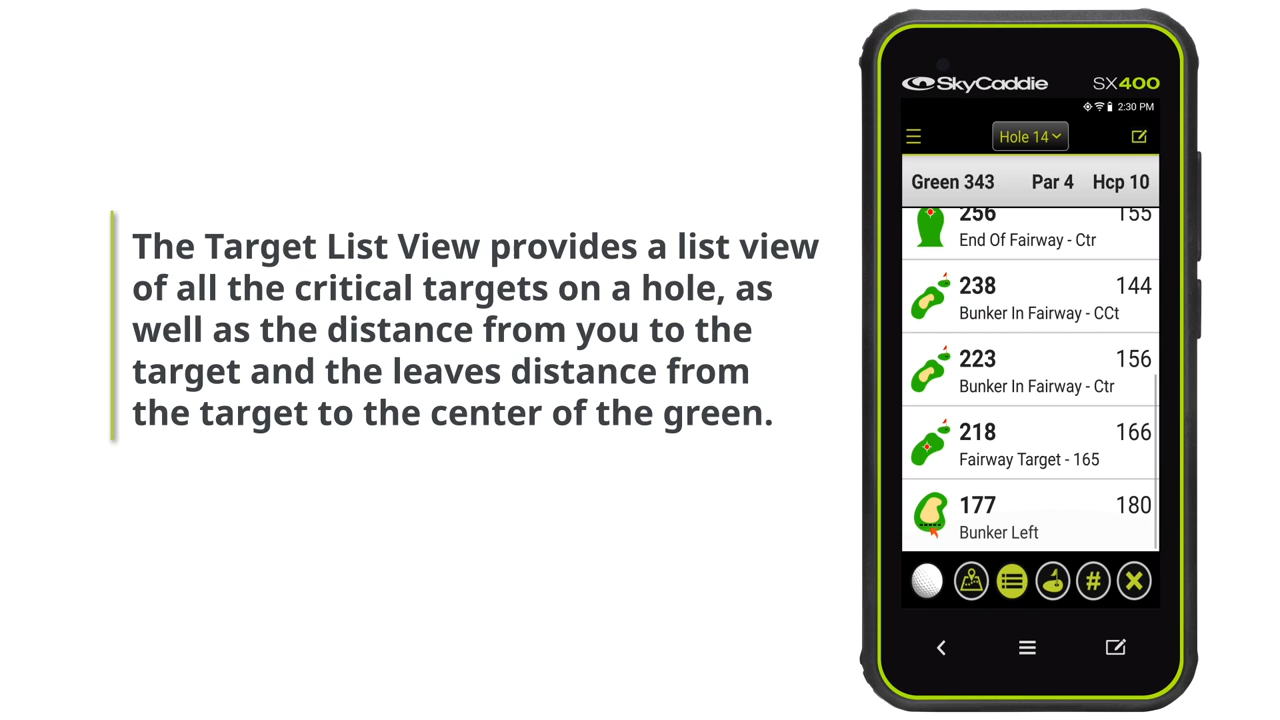 The Target List View provides a list view
of all the critical targets on a hole, as
well as the distance from you to the
target and the leaves distance from
the target to the center of the green.
SkyCaddie SX400
2:30 PM
Hole 14
Green 343 Par 4 Hcp 10
256 155
End Of Fairway - Ctr
238 144
Bunker In Fairway - CCt
223 156
Bunker In Fairway - Ctr
218 166
Fairway Target - 165
177 180
Bunker Left
#